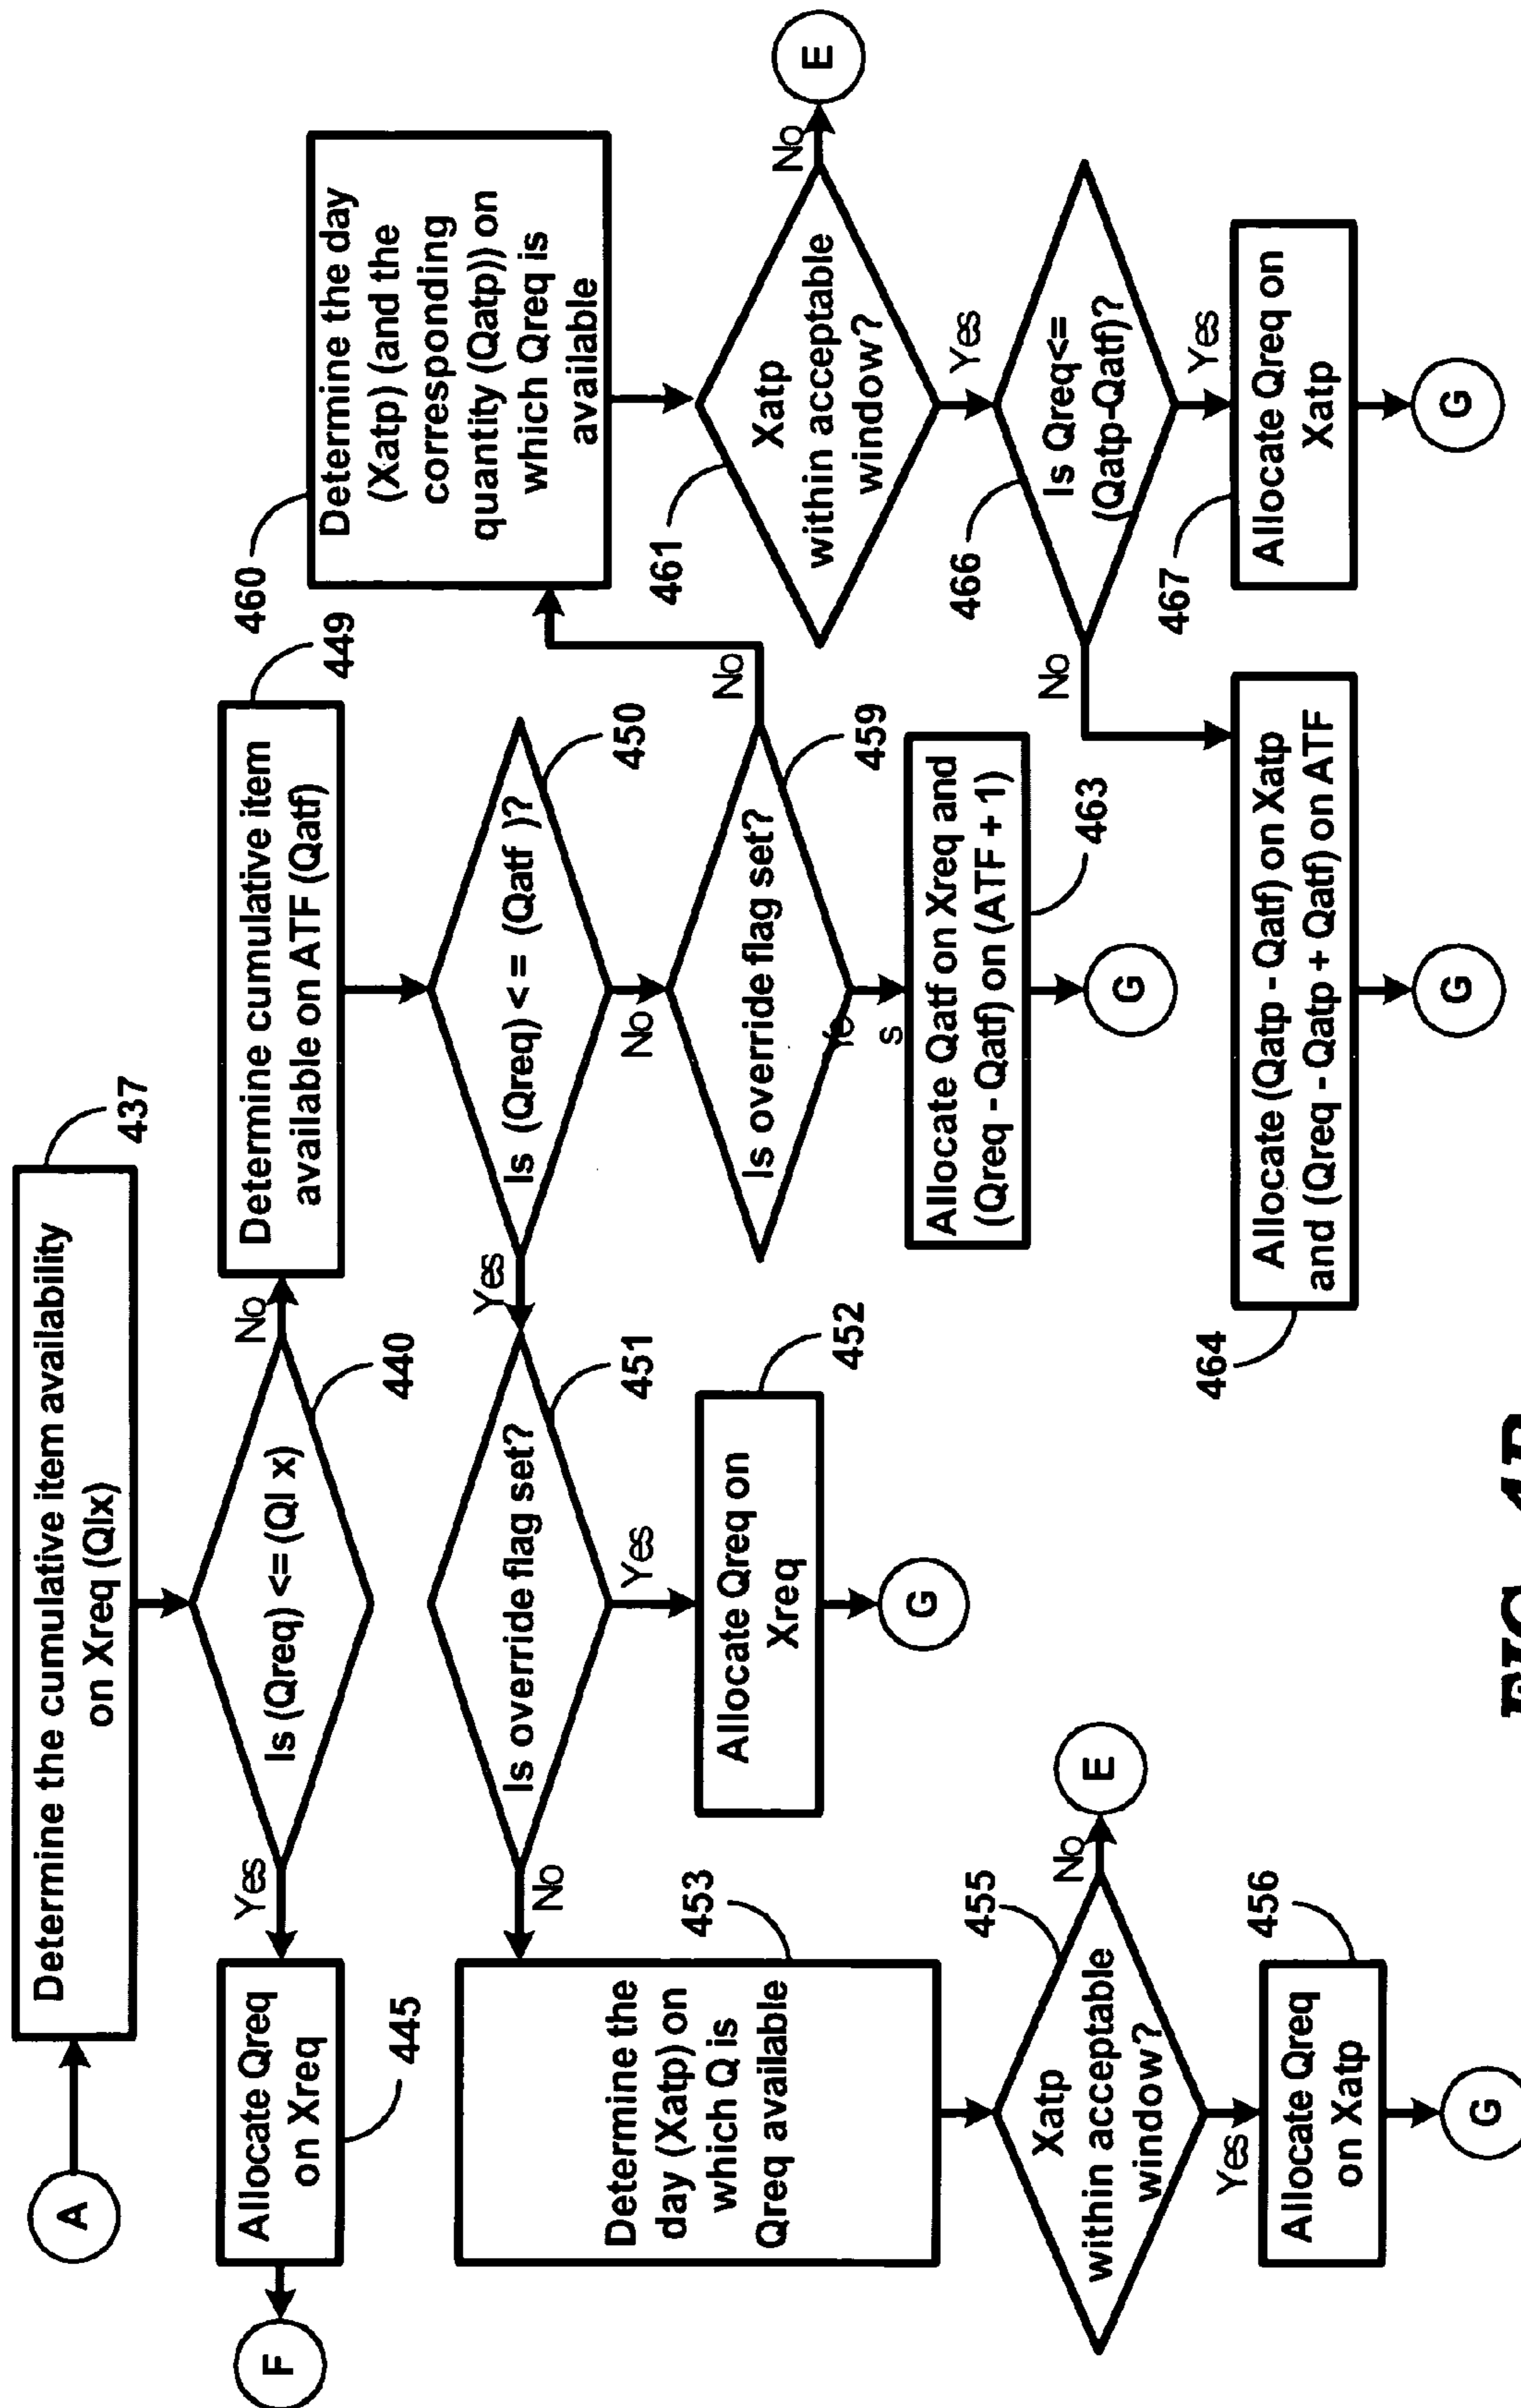 A
Determine the cumulative item availability
on Xreq (QIx)
437
F
Allocate Qreq
on Xreq
445
Yes
Is (Qreq) <= (QI x)
440
No
Determine cumulative item
available on ATF (Qatf)
449
Is (Qreq) < = (Qatf )?
450
Yes
No
Is override flag set?
451
Yes
No
Allocate Qreq on
Xreq
452
G
Determine the
day (Xatp) on
which Q is
Qreq available
453
Xatp
within acceptable
window?
455
No
E
Yes
Allocate Qreq
on Xatp
456
G
Is override flag set?
459
No
Ye
s
Allocate Qatf on Xreq and
(Qreq - Qatf) on (ATF + 1)
463
G
Determine the day
(Xatp) (and the
corresponding
quantity (Qatp)) on
which Qreq is
available
460
Xatp
within acceptable
window?
461
No
E
Yes
Is Qreq<=
(Qatp-Qatf)?
466
No
Yes
Allocate Qreq on
Xatp
467
G
Allocate (Qatp - Qatf) on Xatp
and (Qreq - Qatp + Qatf) on ATF
464
G